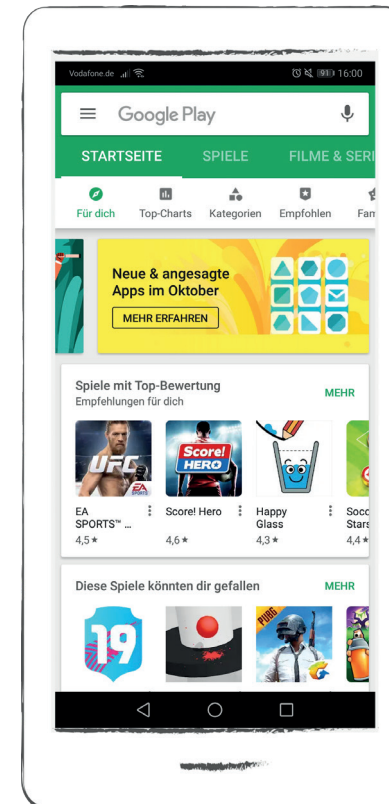 Vodafone.de 91 16:00
Google Play
STARTSEITE SPIELE FILME & SERI
Für dich Top-Charts Kategorien Empfohlen Fam
Neue & angesagte
Apps im Oktober
MEHR ERFAHREN
Spiele mit Top-Bewertung MEHR
Empfehlungen für dich
UFC
EA
SPORTS
Score!
HERO
EA
SPORTS™ ...
Score! Hero
Happy
Glass
Socc
Stars
4,5★ 4,6★ 4,3★ 4,4★
Diese Spiele könnten dir gefallen MEHR
19
PUBG